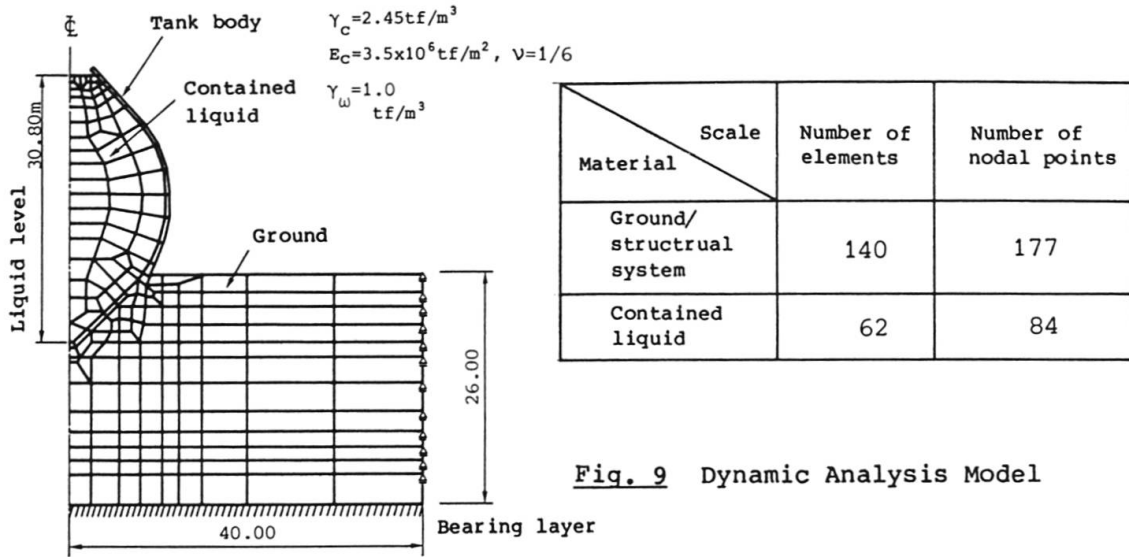 ℄
Tank body
γc=2.45tf/m³
Ec=3.5x10⁶tf/m², ν=1/6
Contained
liquid
γω=1.0
tf/m³
30.80m
Liquid level
Ground
26.00
40.00
Bearing layer
Scale
Material
Number of
elements
Number of
nodal points
Ground/
structrual
system
140
177
Contained
liquid
62
84
Fig. 9 Dynamic Analysis Model